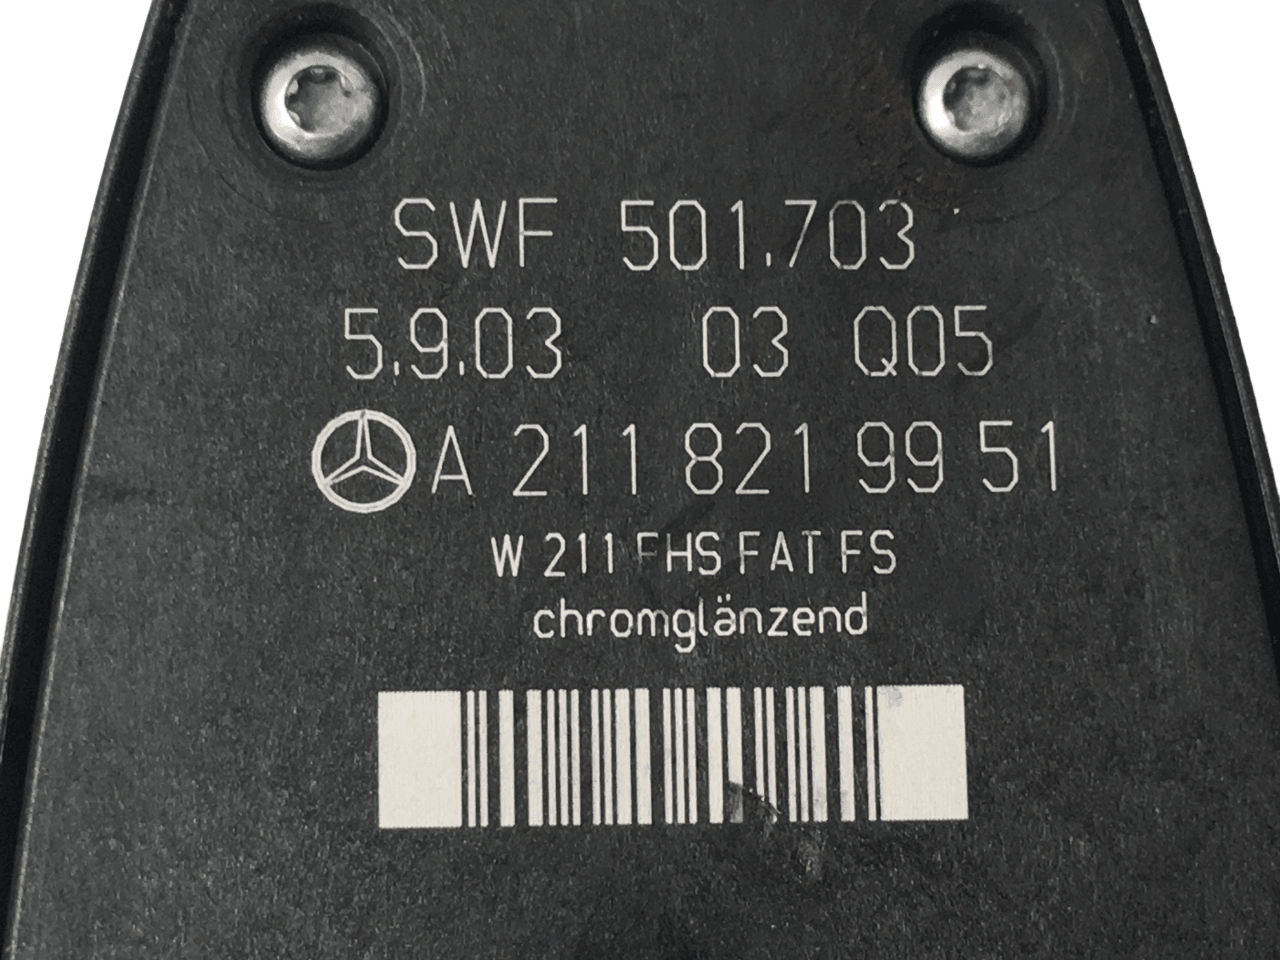 SWF 501.703
5.9.03 03 Q05
A 211 821 99 51
W 211 FHS FAT FS
chromglänzend